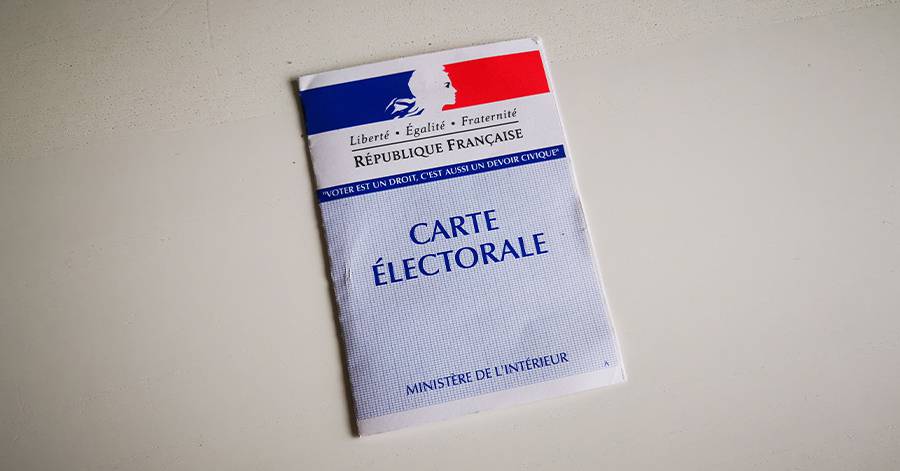 Liberté • Égalité • Fraternité
RÉPUBLIQUE FRANÇAISE
"VOTER EST UN DROIT, C'EST AUSSI UN DEVOIR CIVIQUE"
CARTE
ÉLECTORALE
MINISTÈRE DE L'INTÉRIEUR
A